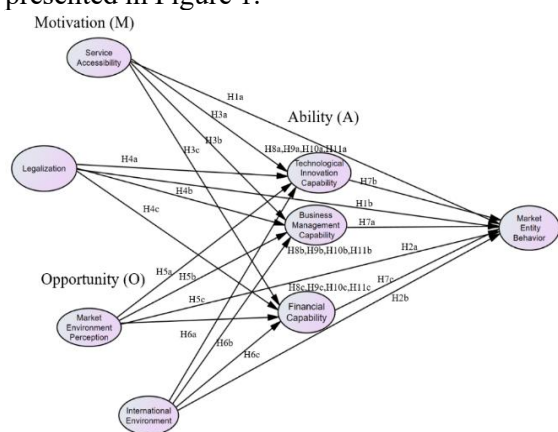 presented in Figure 1.
Motivation (M)
Service
Accessibility
H1a
H3a
H3b
H3c
Ability (A)
H8a,H9a,H10a,H11a
Technological
Innovation
Capability
Legalization
H4a
H4b
H4c
H7b
H1b
Business
Management
Capability
H7a
Market
Entity
Behavior
H8b,H9b,H10b,H11b
H2a
Opportunity (O)
H5a
H5b
H5c
H8c,H9c,H10c,H11c
Financial
Capability
H7c
H2b
Market
Environment
Perception
H6a
H6b
H6c
International
Environment